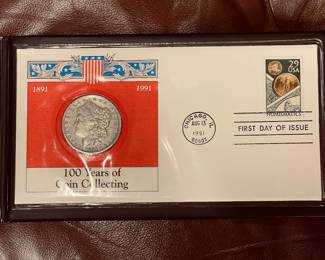 1891 1991
100 Years of
Coin Collecting
CHICAGO, IL
AUG 13
1991
60607
29
USA
NUMISMATICS
FIRST DAY OF ISSUE